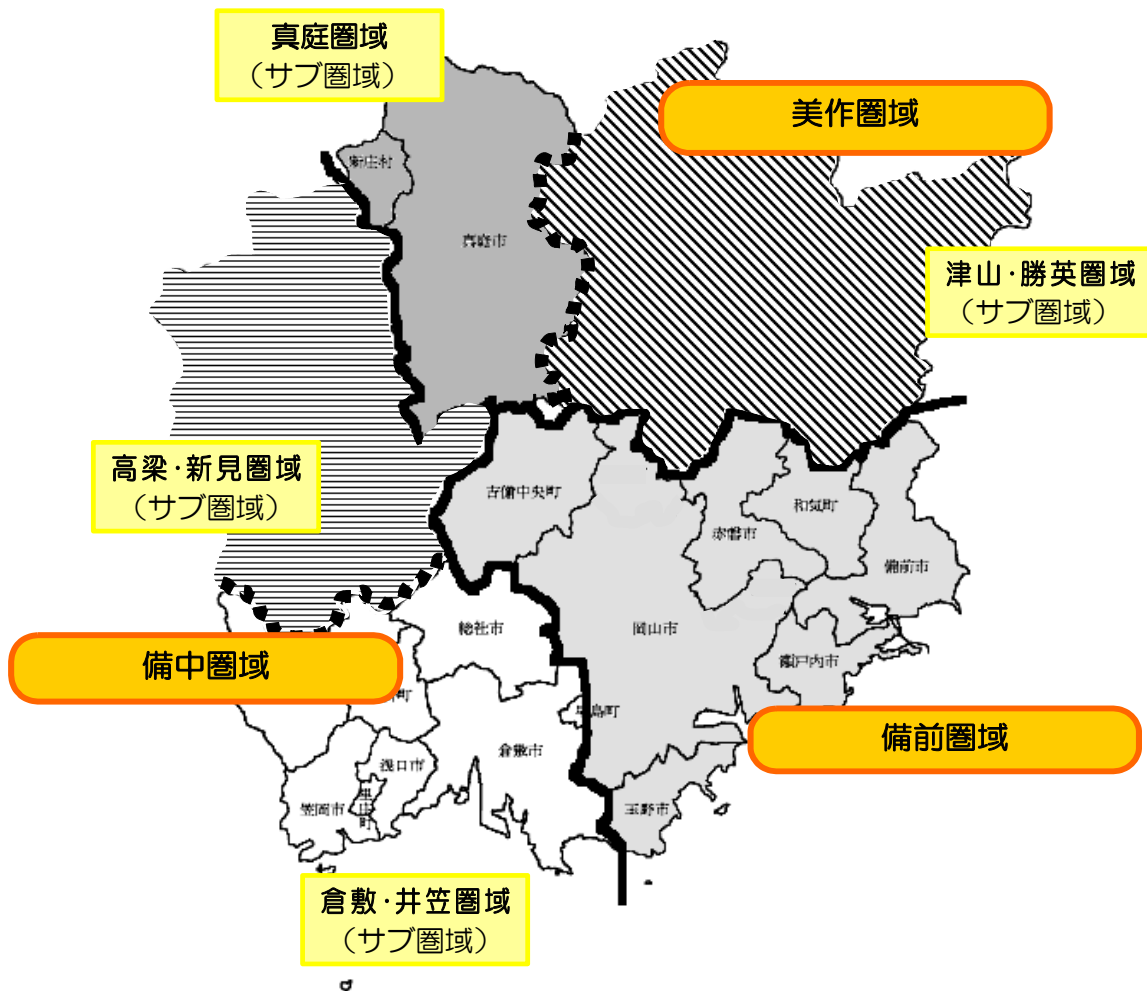 真庭圏域
（サブ圏域）
美作圏域
新庄村
真庭市
津山・勝英圏域
（サブ圏域）
高梁・新見圏域
（サブ圏域）
吉備中央町
和気町
赤磐市
備前市
総社市
岡山市
瀬戸内市
備中圏域
町
早島町
備前圏域
倉敷市
浅口市
里庄町
笠岡市
玉野市
倉敷・井笠圏域
（サブ圏域）